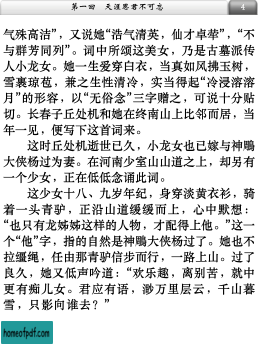 第一回　天涯思君不可忘
4
气殊高洁”，又说她“浩气清英，仙才卓荦”，“不
与群芳同列”。词中所颂这美女，乃是古墓派传
人小龙女。她一生爱穿白衣，当真如风拂玉树，
雪裹琼苞，兼之生性清冷，实当得起“冷浸溶溶
月”的形容，以“无俗念”三字赠之，可说十分贴
切。长春子丘处机和她在终南山上比邻而居，当
年一见，便写下这首词来。
这时丘处机逝世已久，小龙女也已嫁与神鵰
大侠杨过为妻。在河南少室山山道之上，却另有
一个少女，正在低低念诵此词。
这少女十八、九岁年纪，身穿淡黄衣衫，骑
着一头青驴，正沿山道缓缓而上，心中默想：
“也只有龙姊姊这样的人物，才配得上他。”这一
个“他”字，指的自然是神鵰大侠杨过了。她也不
拉缰绳，任由那青驴信步而行，一路上山。过了
良久，她又低声吟道：“欢乐趣，离别苦，就中
更有痴儿女。君应有语，渺万里层云，千山暮
雪，只影向谁去？”
homeofpdf.com